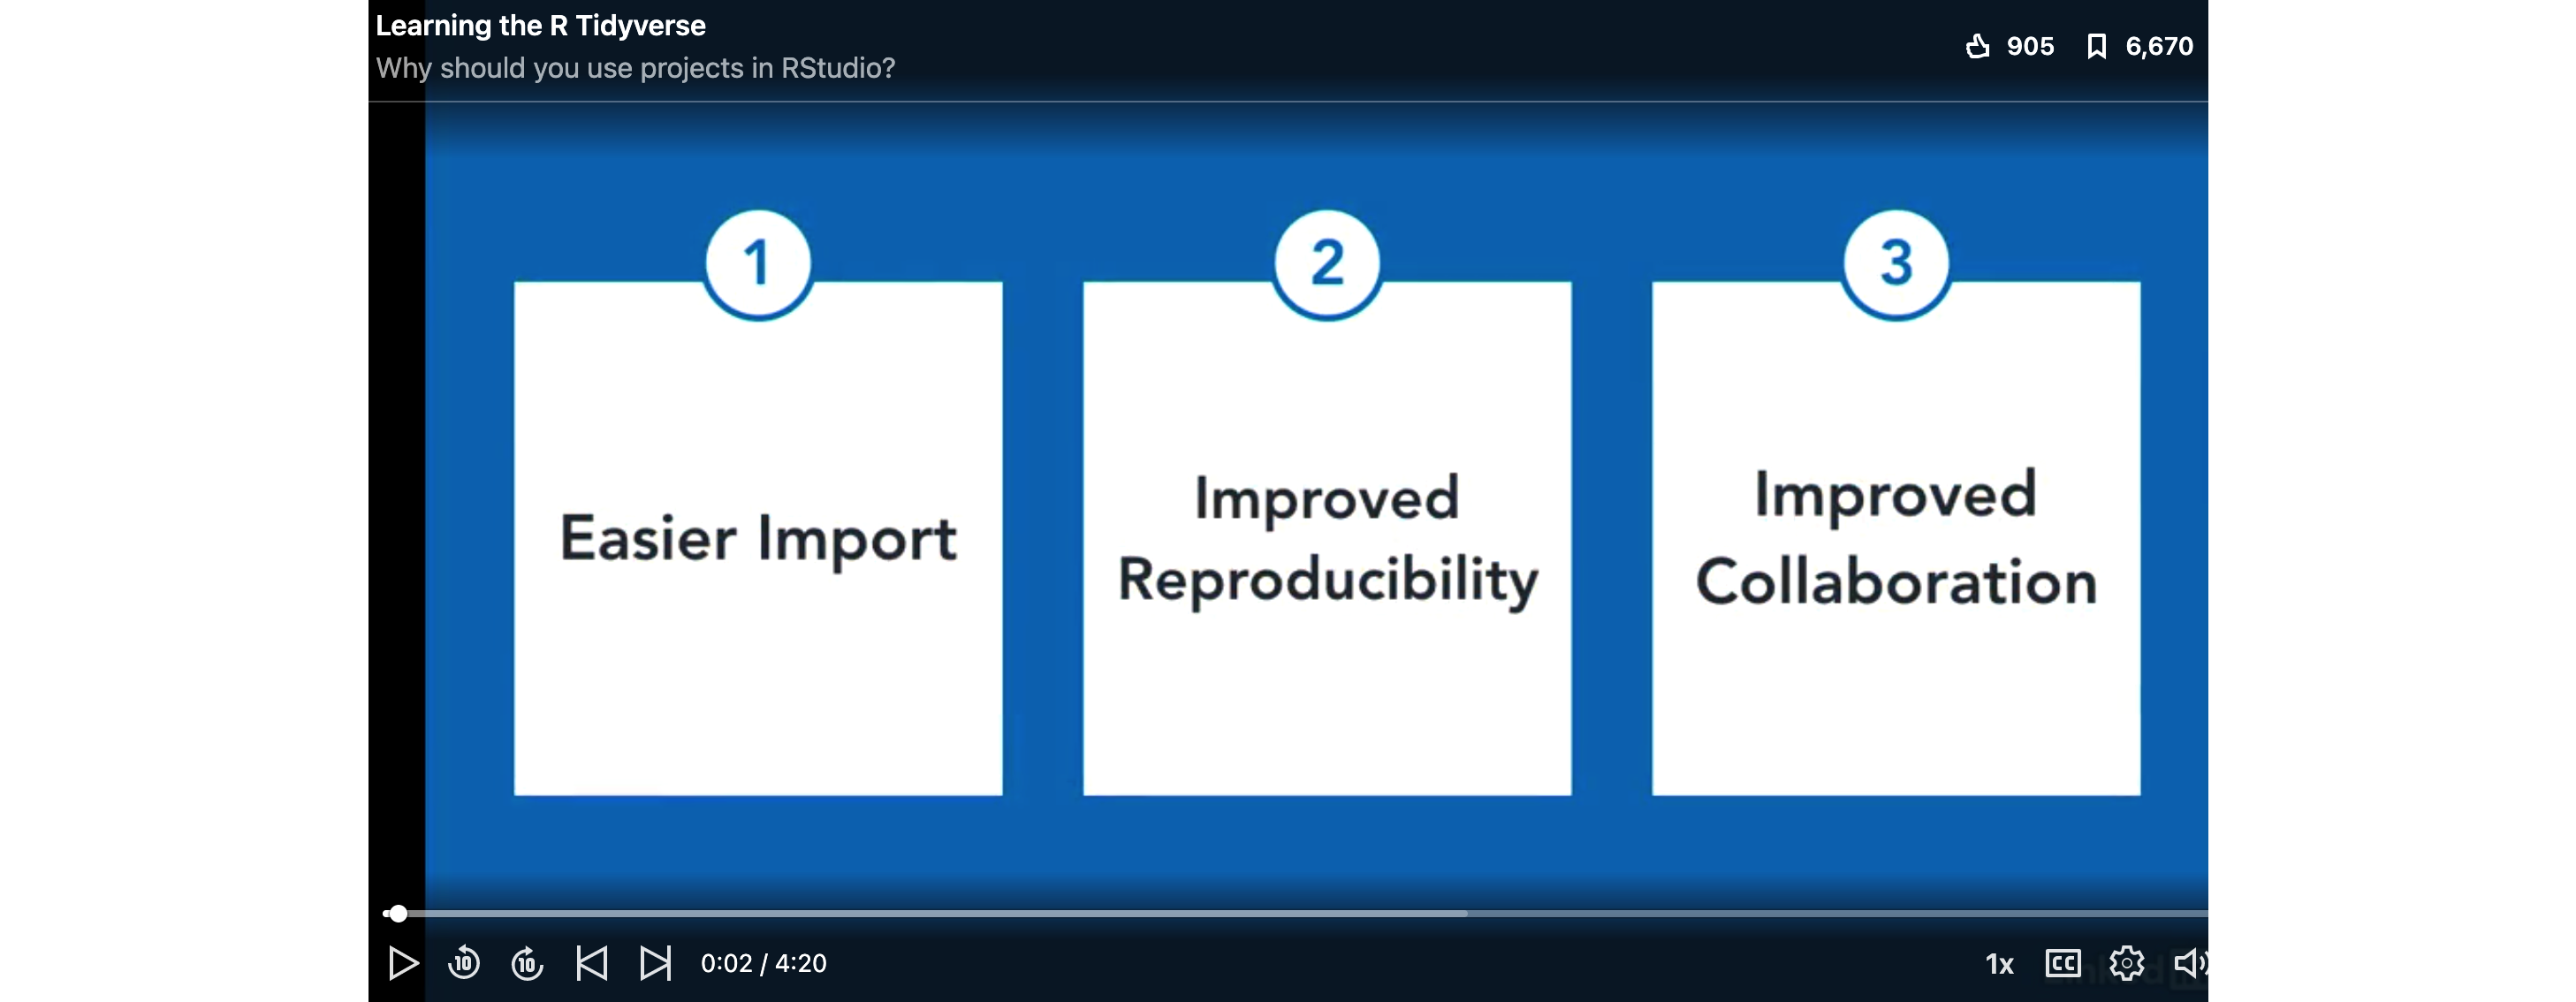 Learning the R Tidyverse
Why should you use projects in RStudio?
905 6,670
1
2
3
Easier Import
Improved
Reproducibility
Improved
Collaboration
10 10 0:02 / 4:20 1x CC